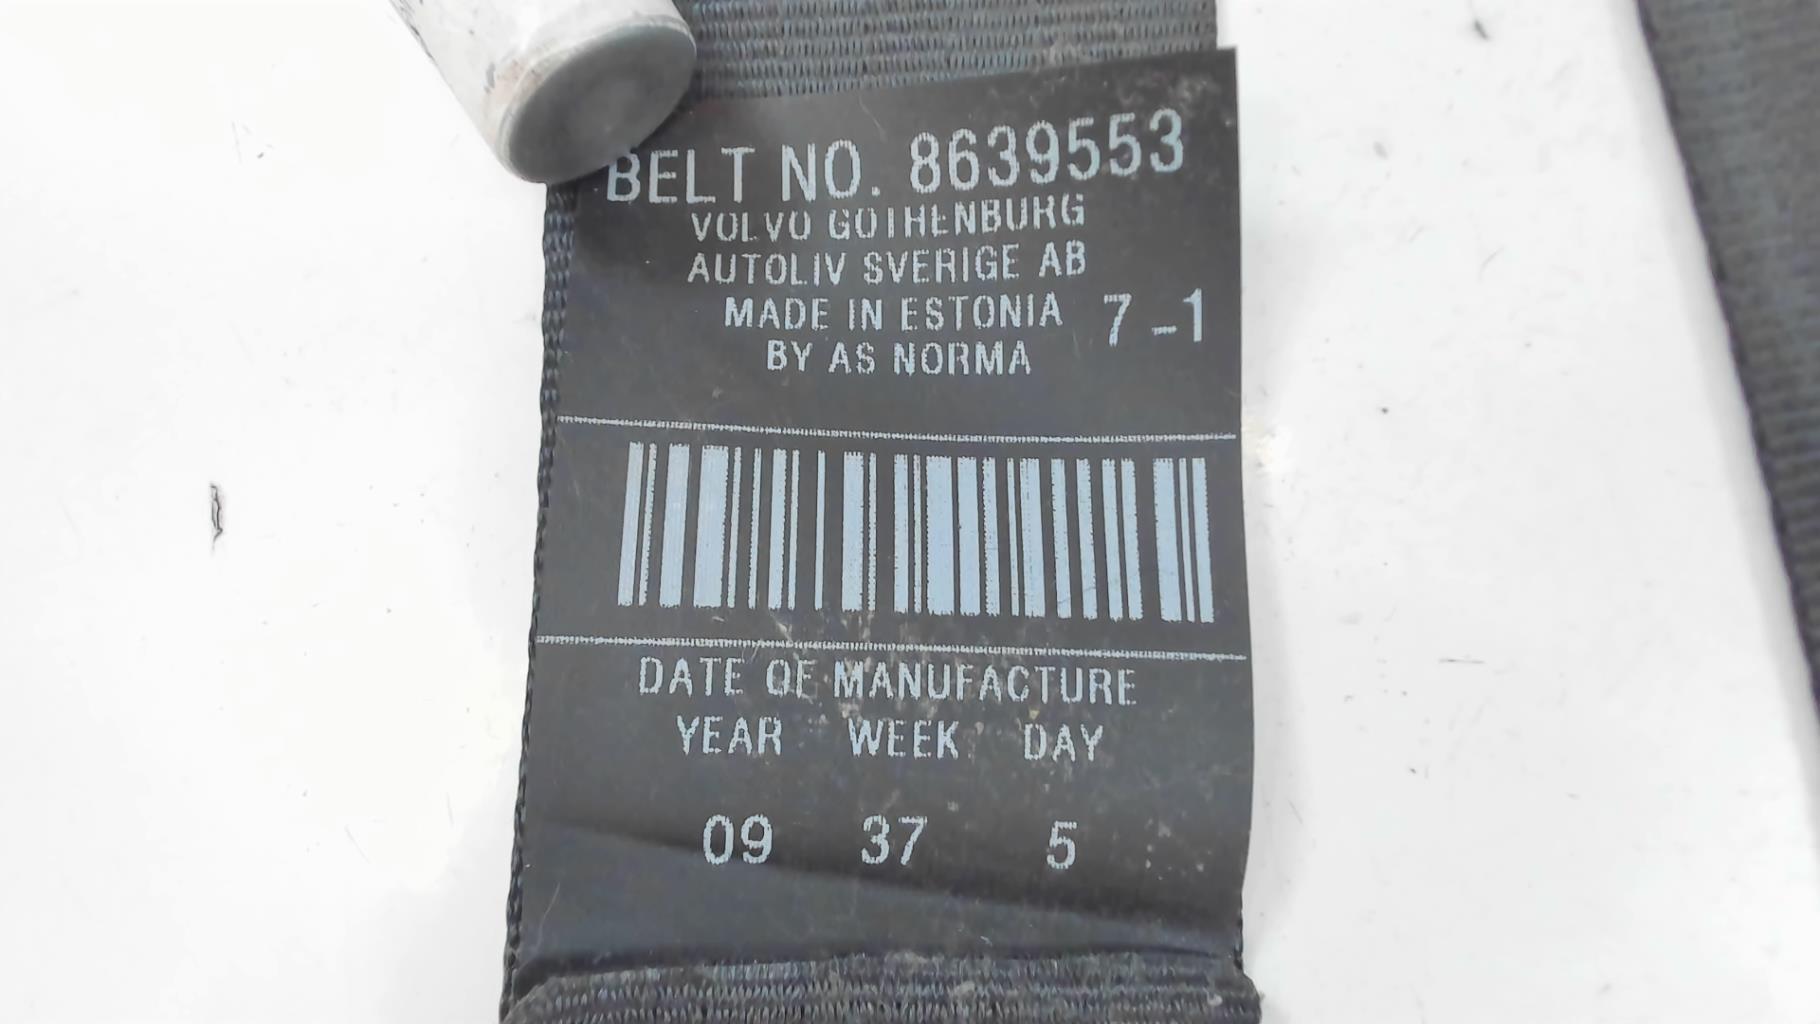 BELT NO. 8639553
VOLVO GOTHENBURG
AUTOLIV SVERIGE AB
MADE IN ESTONIA 7-1
BY AS NORMA
DATE OF MANUFACTURE
YEAR WEEK DAY
09 37 5